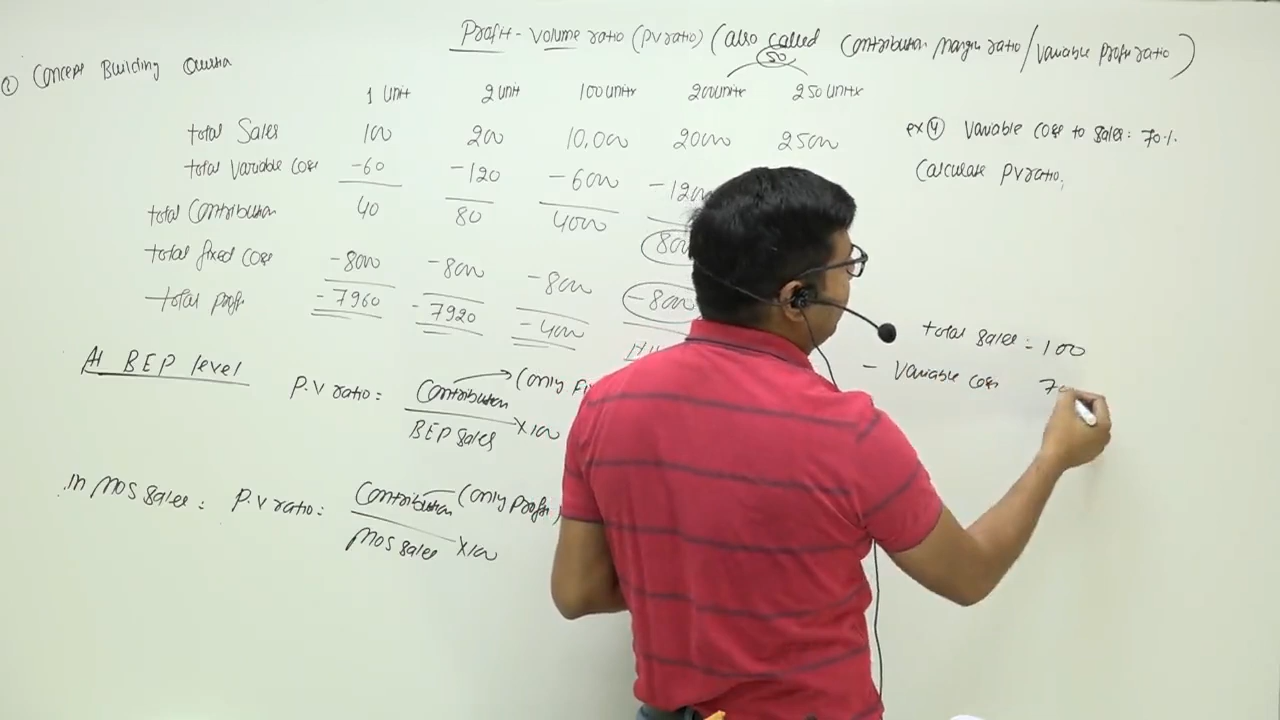 Profit - Volume ratio (PV ratio) (also called Contribution Margin ratio / Variable Profit ratio)
50
Concept Building
1 Unit 2 Unit 100 Units 200 Units 250 Units
total Sales 100 200 10,000 20000 25000
total variable cost -60 -120 -6000 -1200
total Contribution 40 80 4000 800
total fixed cost -8000 -8000 -8000 -8000
total profit -7960 -7920 -4000
At BEP level
P.V ratio = Contribution (only
BEP sales ×100
In MOS sales : P.V ratio = Contribution (only Profit)
MOS sales ×100
ex 4 Variable cost to sales : 70%.
Calculate PV ratio.
total sales = 100
- Variable cost 70